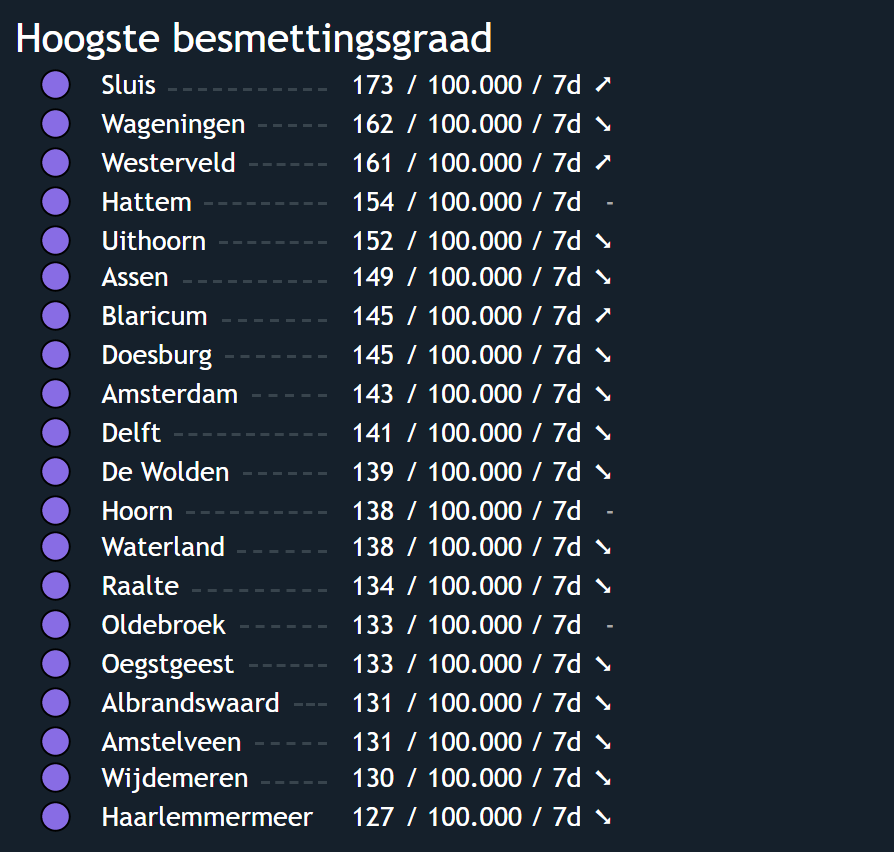 Hoogste besmettingsgraad
Sluis 173 / 100.000 / 7d ➚
Wageningen 162 / 100.000 / 7d ➘
Westerveld 161 / 100.000 / 7d ➚
Hattem 154 / 100.000 / 7d -
Uithoorn 152 / 100.000 / 7d ➘
Assen 149 / 100.000 / 7d ➘
Blaricum 145 / 100.000 / 7d ➚
Doesburg 145 / 100.000 / 7d ➘
Amsterdam 143 / 100.000 / 7d ➘
Delft 141 / 100.000 / 7d ➘
De Wolden 139 / 100.000 / 7d ➘
Hoorn 138 / 100.000 / 7d -
Waterland 138 / 100.000 / 7d ➘
Raalte 134 / 100.000 / 7d ➘
Oldebroek 133 / 100.000 / 7d -
Oegstgeest 133 / 100.000 / 7d ➘
Albrandswaard 131 / 100.000 / 7d ➘
Amstelveen 131 / 100.000 / 7d ➘
Wijdemeren 130 / 100.000 / 7d ➘
Haarlemmermeer 127 / 100.000 / 7d ➘